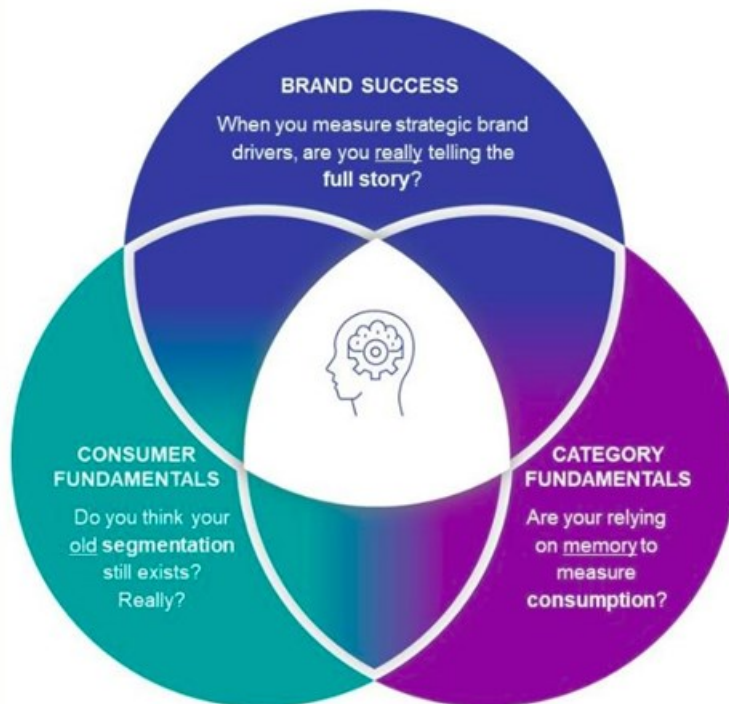 BRAND SUCCESS
When you measure strategic brand
drivers, are you really telling the
full story?
CONSUMER
FUNDAMENTALS
Do you think your
old segmentation
still exists?
Really?
CATEGORY
FUNDAMENTALS
Are your relying
on memory to
measure
consumption?